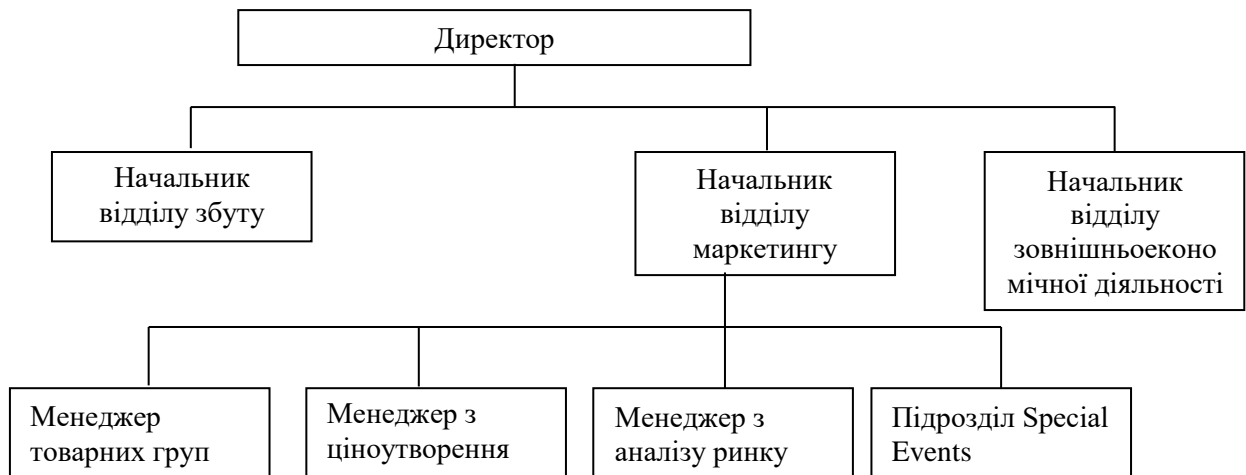 Директор
Начальник
відділу збуту
Начальник
відділу
маркетингу
Начальник
відділу
зовнішньоеконо
мічної діяльності
Менеджер
товарних груп
Менеджер з
ціноутворення
Менеджер з
аналізу ринку
Підрозділ Special
Events